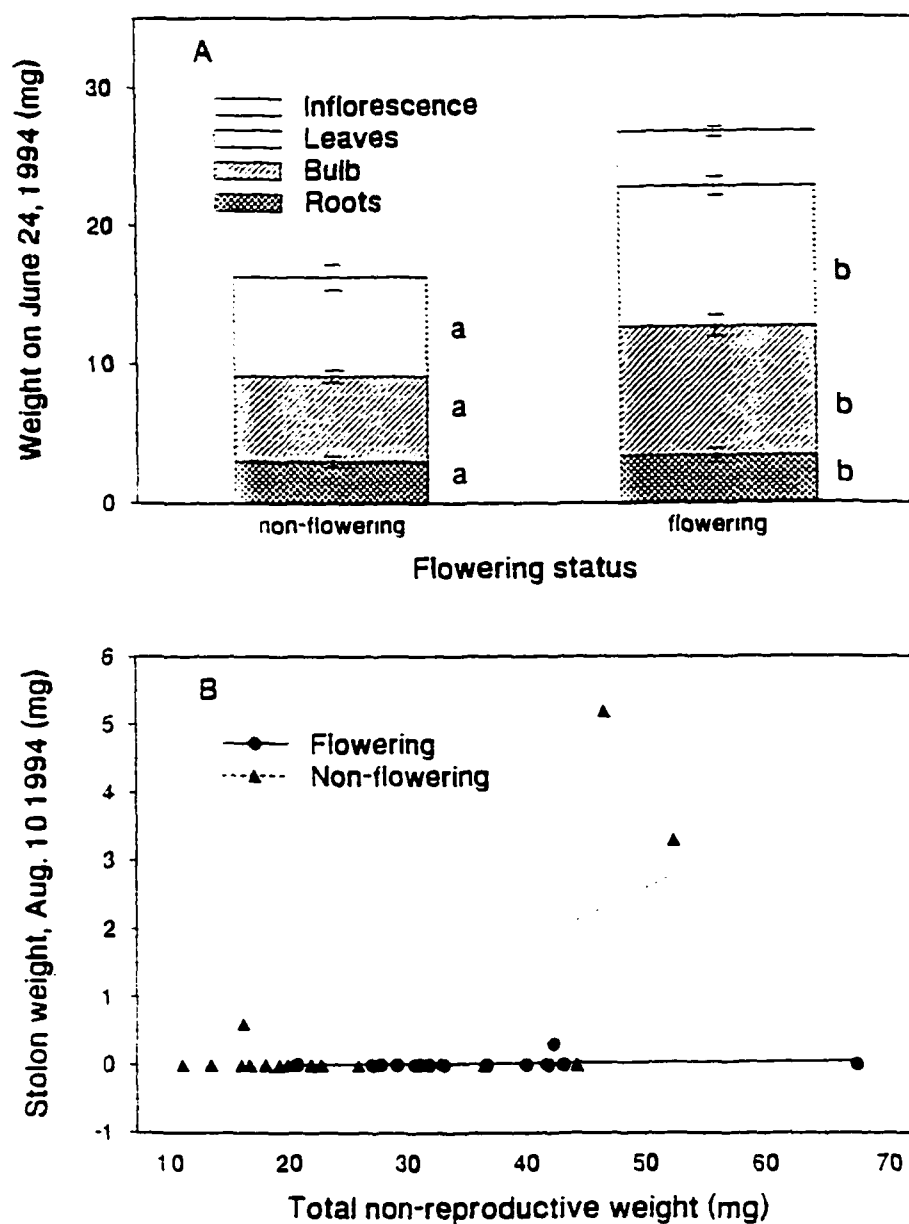 A
Weight on June 24, 1994 (mg)
30
20
10
0
Inflorescence
Leaves
Bulb
Roots
a
a
a
b
b
b
non-flowering
flowering
Flowering status
B
Stolon weight, Aug. 10 1994 (mg)
6
5
4
3
2
1
0
-1
Flowering
Non-flowering
10 20 30 40 50 60 70
Total non-reproductive weight (mg)